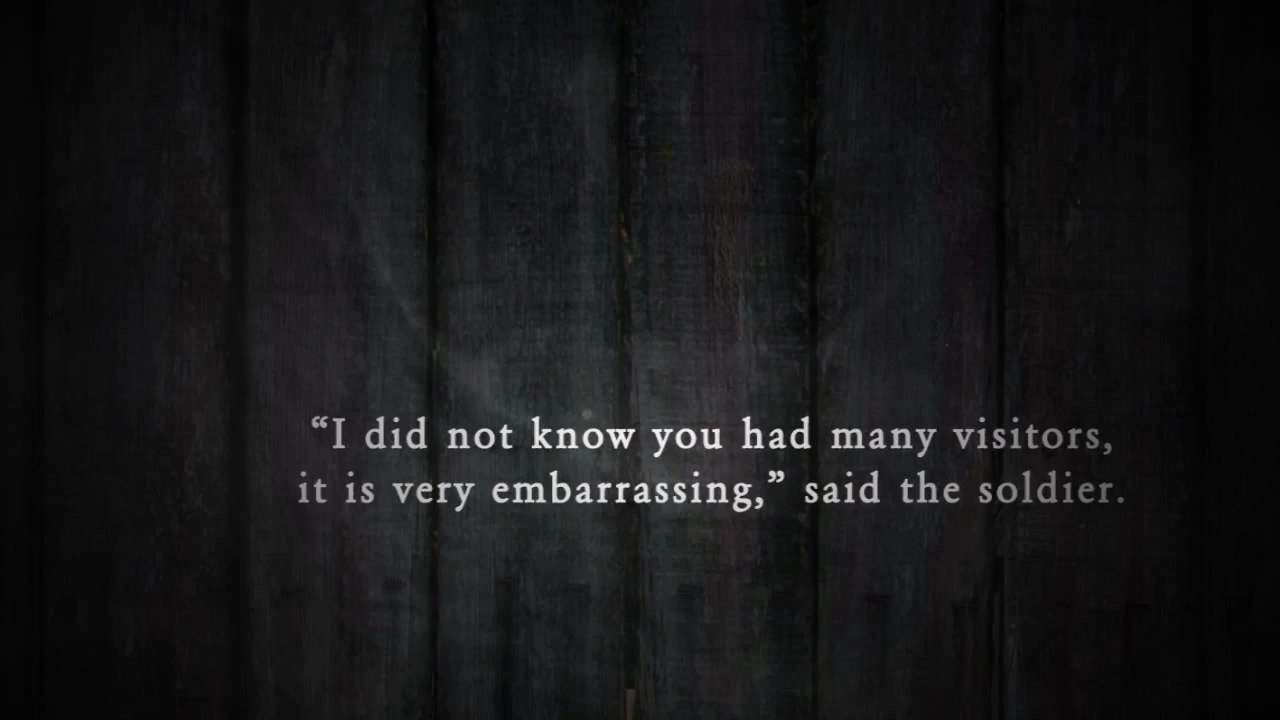 “I did not know you had many visitors,
it is very embarrassing,” said the soldier.